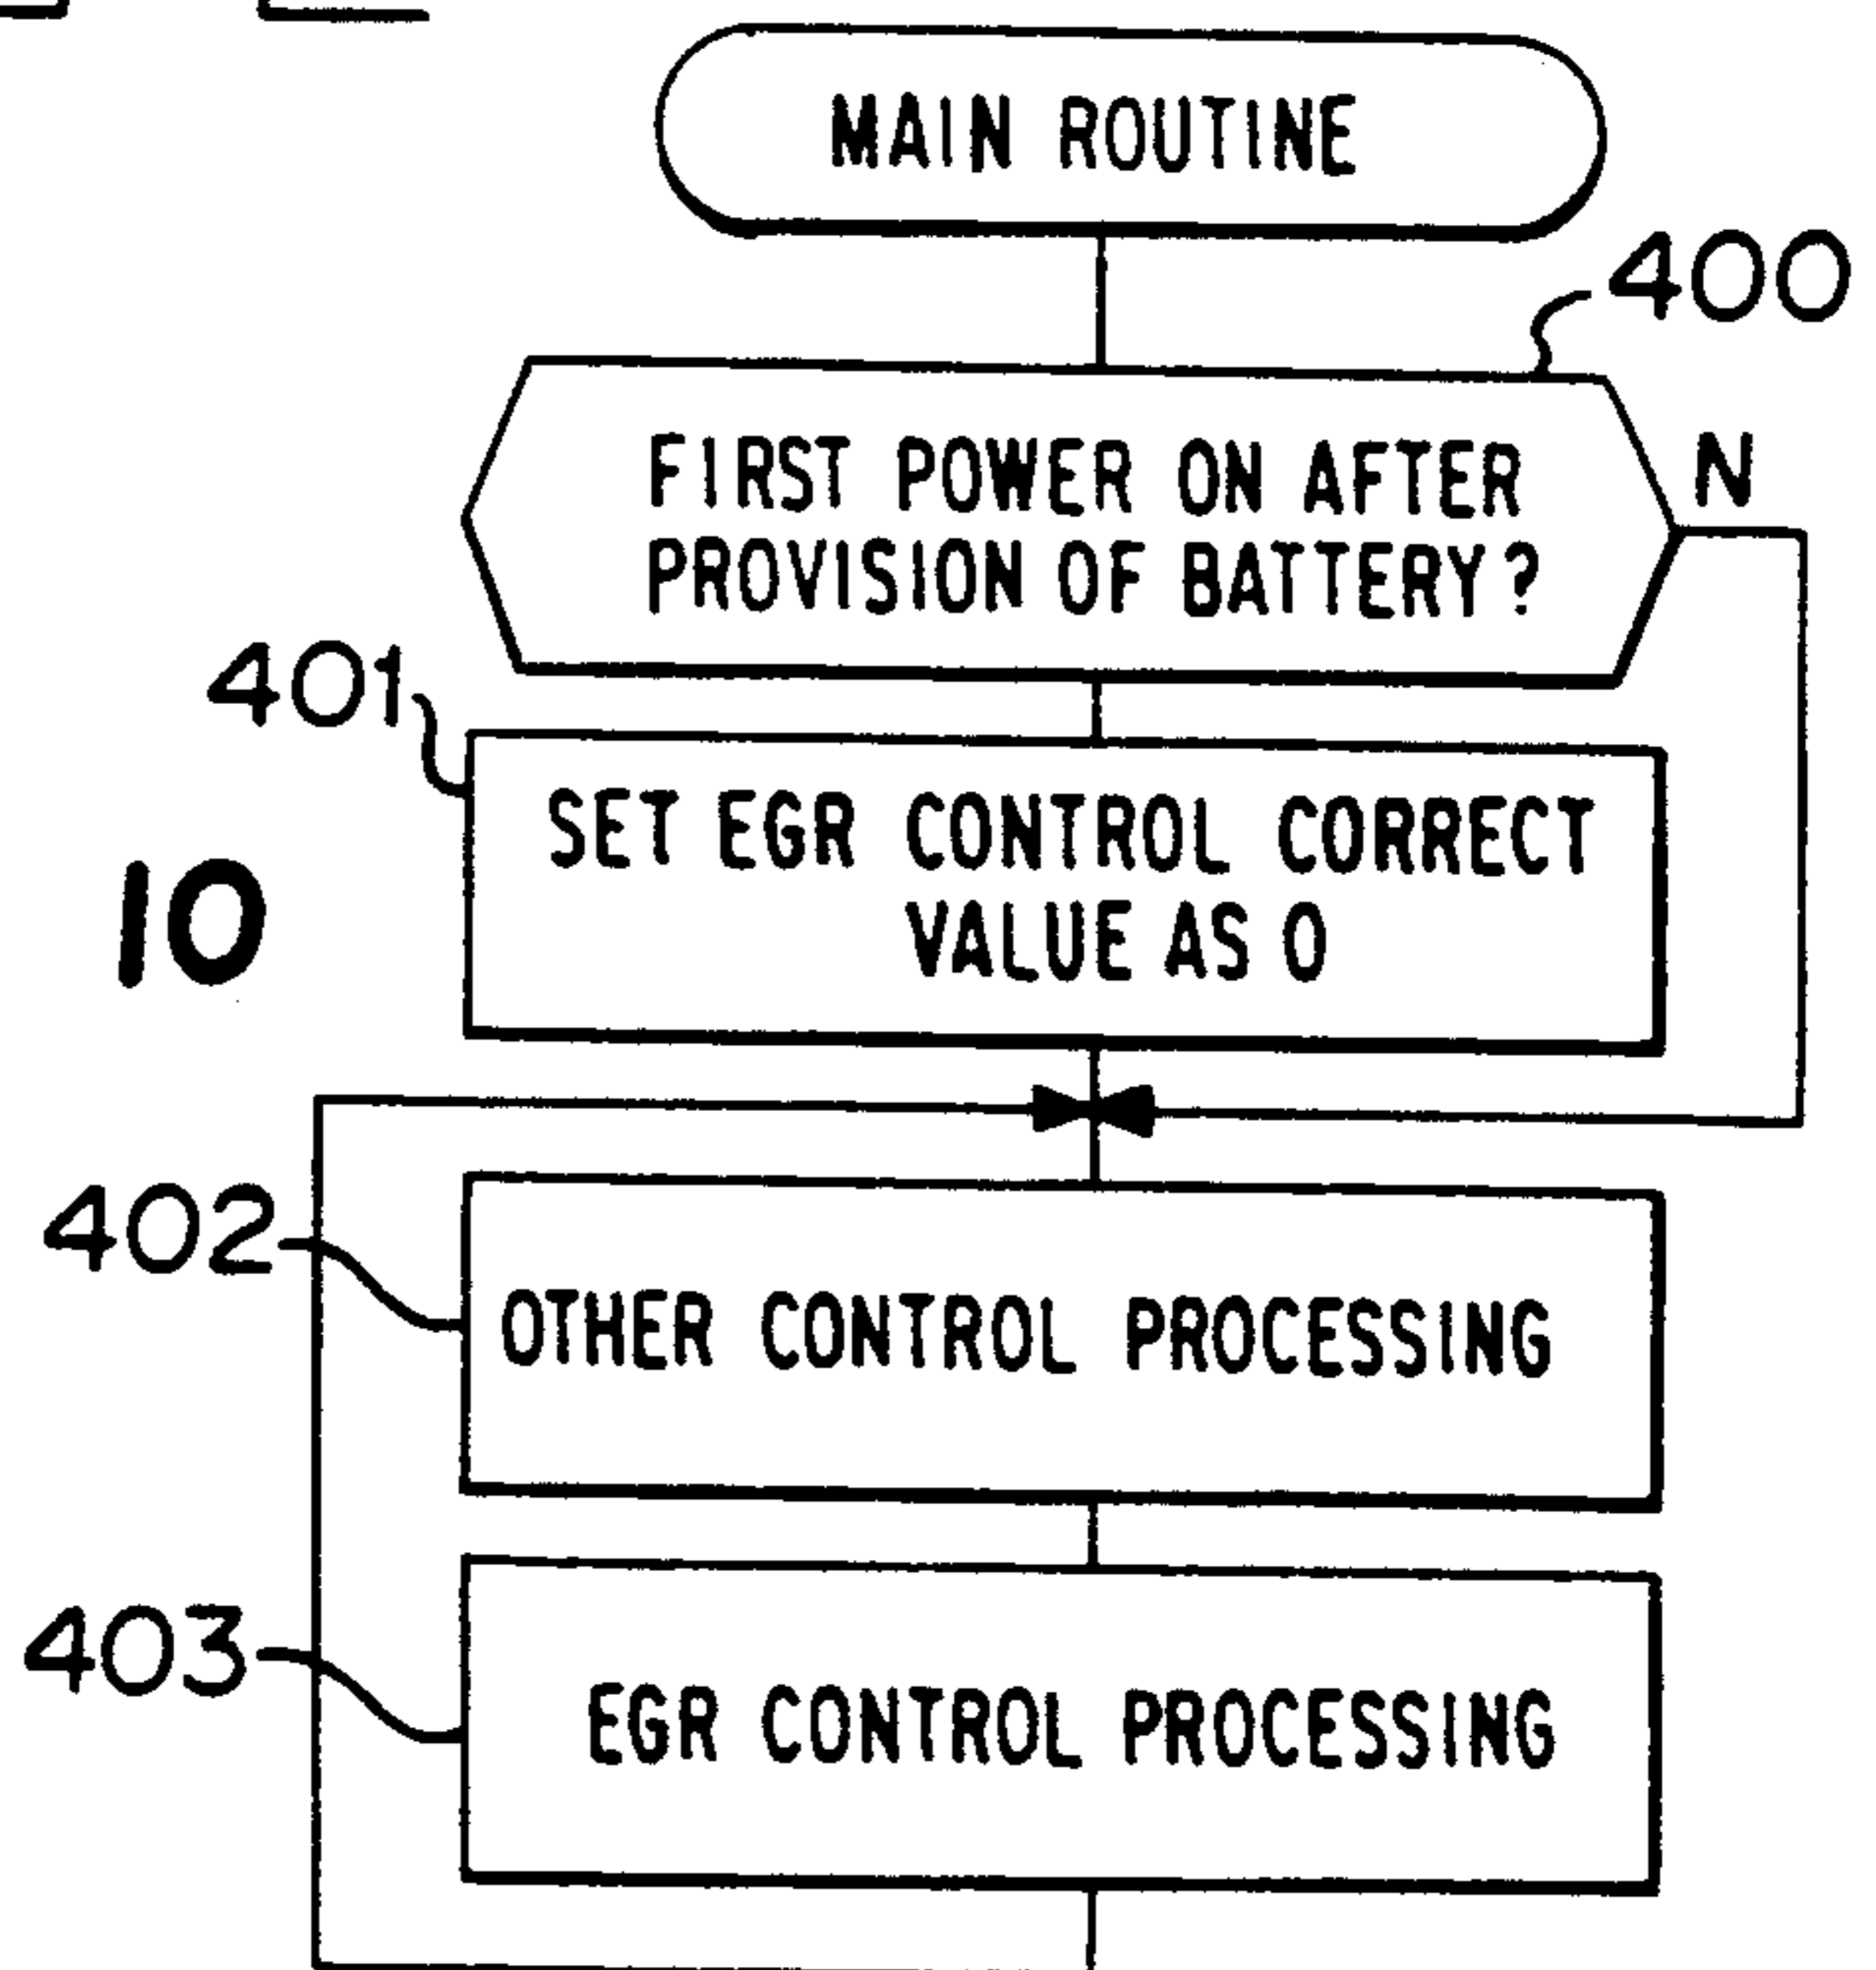 MAIN ROUTINE
400
FIRST POWER ON AFTER
N
PROVISION OF BATTERY?
401
SET EGR CONTROL CORRECT
VALUE AS 0
10
402
OTHER CONTROL PROCESSING
403
EGR CONTROL PROCESSING